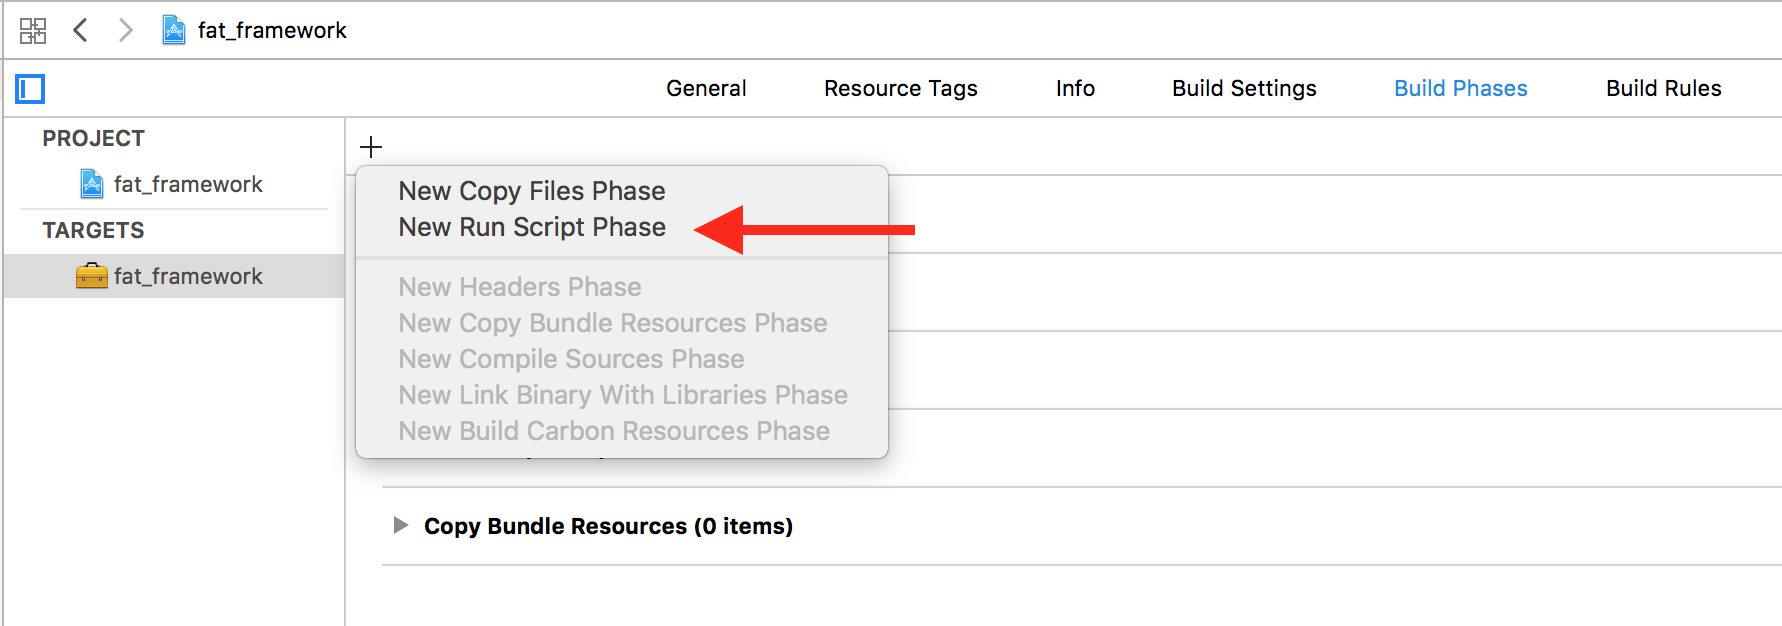 fat_framework
General Resource Tags Info Build Settings Build Phases Build Rules
PROJECT
fat_framework
TARGETS
fat_framework
New Copy Files Phase
New Run Script Phase
New Headers Phase
New Copy Bundle Resources Phase
New Compile Sources Phase
New Link Binary With Libraries Phase
New Build Carbon Resources Phase
Copy Bundle Resources (0 items)